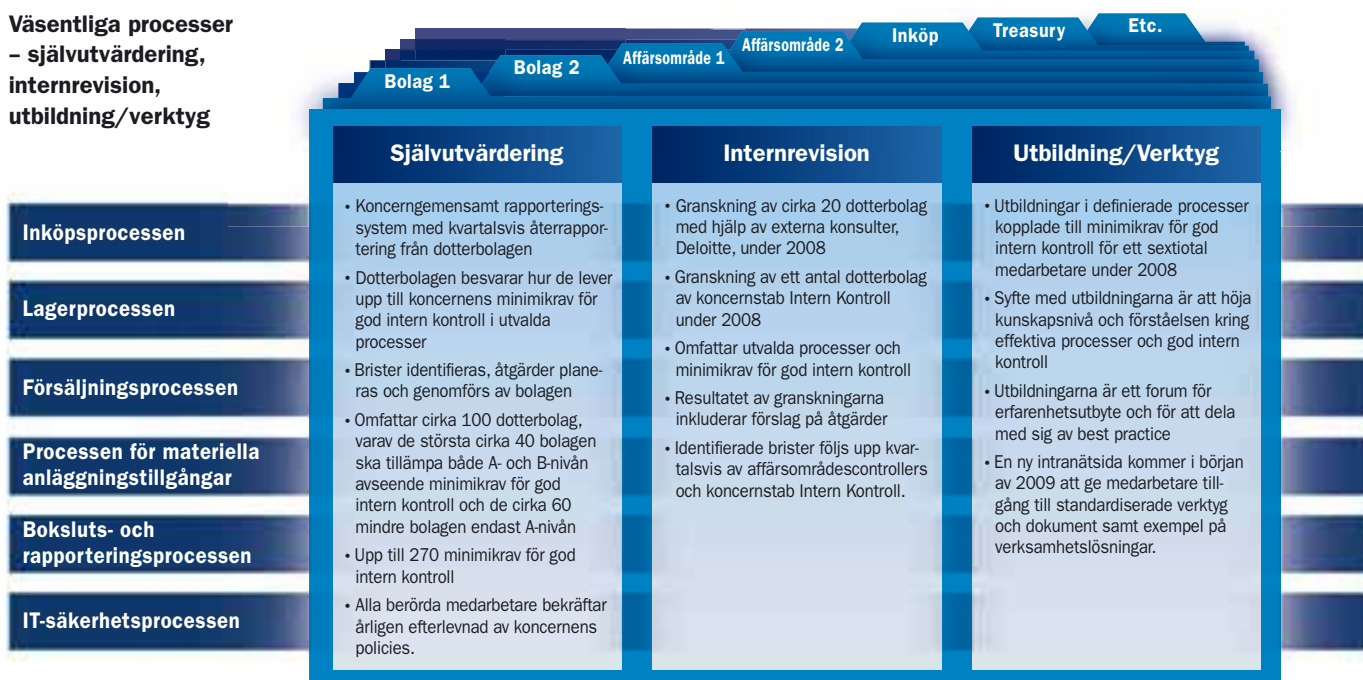 Väsentliga processer
– självutvärdering,
internrevision,
utbildning/verktyg
Bolag 1
Bolag 2
Affärsområde 1
Affärsområde 2
Inköp
Treasury
Etc.
Inköpsprocessen
Lagerprocessen
Försäljningsprocessen
Processen för materiella
anläggningstillgångar
Boksluts- och
rapporteringsprocessen
IT-säkerhetsprocessen
Självutvärdering
• Koncerngemensamt rapporterings-
system med kvartalsvis återrappor-
tering från dotterbolagen
• Dotterbolagen besvarar hur de lever
upp till koncernens minimikrav för
god intern kontroll i utvalda
processer
• Brister identifieras, åtgärder plane-
ras och genomförs av bolagen
• Omfattar cirka 100 dotterbolag,
varav de största cirka 40 bolagen
ska tillämpa både A- och B-nivån
avseende minimikrav för god
intern kontroll och de cirka 60
mindre bolagen endast A-nivån
• Upp till 270 minimikrav för god
intern kontroll
• Alla berörda medarbetare bekräftar
årligen efterlevnad av koncernens
policies.
Internrevision
• Granskning av cirka 20 dotterbolag
med hjälp av externa konsulter,
Deloitte, under 2008
• Granskning av ett antal dotterbolag
av koncernstab Intern Kontroll
under 2008
• Omfattar utvalda processer och
minimikrav för god intern kontroll
• Resultatet av granskningarna
inkluderar förslag på åtgärder
• Identifierade brister följs upp kvar-
talsvis av affärsområdescontrollers
och koncernstab Intern Kontroll.
Utbildning/Verktyg
• Utbildningar i definierade processer
kopplade till minimikrav för god
intern kontroll för ett sextiotal
medarbetare under 2008
• Syfte med utbildningarna är att höja
kunskapsnivå och förståelsen kring
effektiva processer och god intern
kontroll
• Utbildningarna är ett forum för
erfarenhetsutbyte och för att dela
med sig av best practice
• En ny intranätsida kommer i början
av 2009 att ge medarbetare till-
gång till standardiserade verktyg
och dokument samt exempel på
verksamhetslösningar.